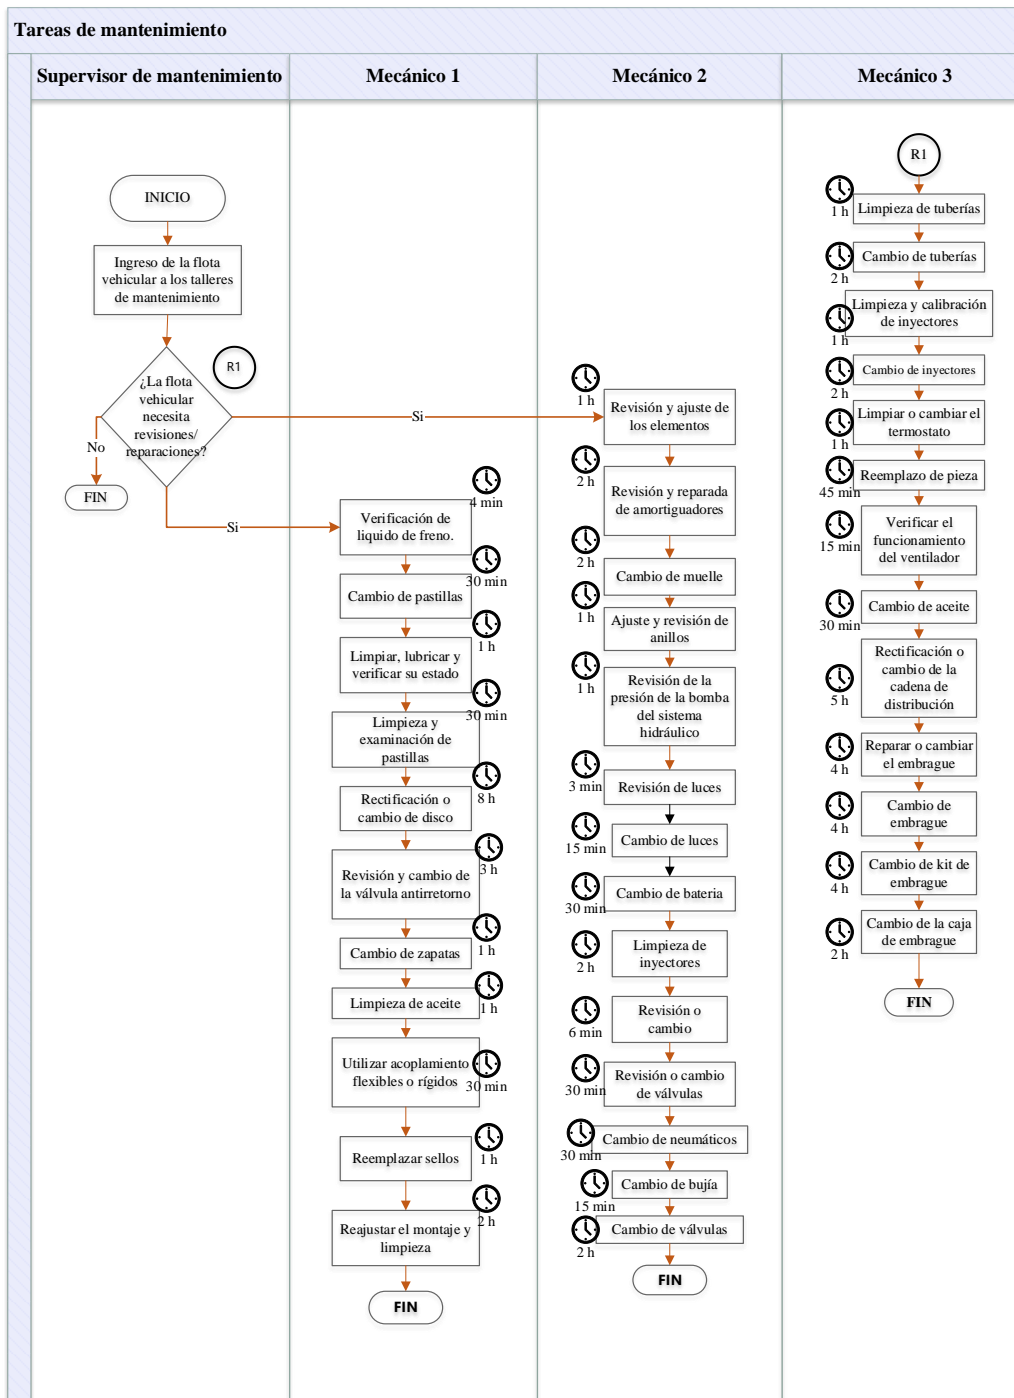 Tareas de mantenimiento
Supervisor de mantenimiento
Mecánico 1
Mecánico 2
Mecánico 3
INICIO
Ingreso de la flota
vehicular a los talleres
de mantenimiento
R1
¿La flota
vehicular
necesita
revisiones/
reparaciones?
No
FIN
Si
Si
4 min
Verificación de
liquido de freno.
30 min
Cambio de pastillas
1 h
Limpiar, lubricar y
verificar su estado
30 min
Limpieza y
examinación de
pastillas
8 h
Rectificación o
cambio de disco
3 h
Revisión y cambio de
la válvula antirretorno
1 h
Cambio de zapatas
1 h
Limpieza de aceite
30 min
Utilizar acoplamiento
flexibles o rígidos
1 h
Reemplazar sellos
2 h
Reajustar el montaje y
limpieza
FIN
1 h
Revisión y ajuste de
los elementos
2 h
Revisión y reparada
de amortiguadores
2 h
Cambio de muelle
1 h
Ajuste y revisión de
anillos
1 h
Revisión de la
presión de la bomba
del sistema
hidráulico
3 min
Revisión de luces
15 min
Cambio de luces
30 min
Cambio de bateria
2 h
Limpieza de
inyectores
6 min
Revisión o
cambio
30 min
Revisión o cambio
de válvulas
30 min
Cambio de neumáticos
15 min
Cambio de bujía
2 h
Cambio de válvulas
FIN
R1
1 h
Limpieza de tuberías
2 h
Cambio de tuberías
1 h
Limpieza y calibración
de inyectores
2 h
Cambio de inyectores
1 h
Limpiar o cambiar el
termostato
45 min
Reemplazo de pieza
15 min
Verificar el
funcionamiento
del ventilador
30 min
Cambio de aceite
5 h
Rectificación o
cambio de la
cadena de
distribución
4 h
Reparar o cambiar
el embrague
4 h
Cambio de
embrague
4 h
Cambio de kit de
embrague
2 h
Cambio de la caja
de embrague
FIN